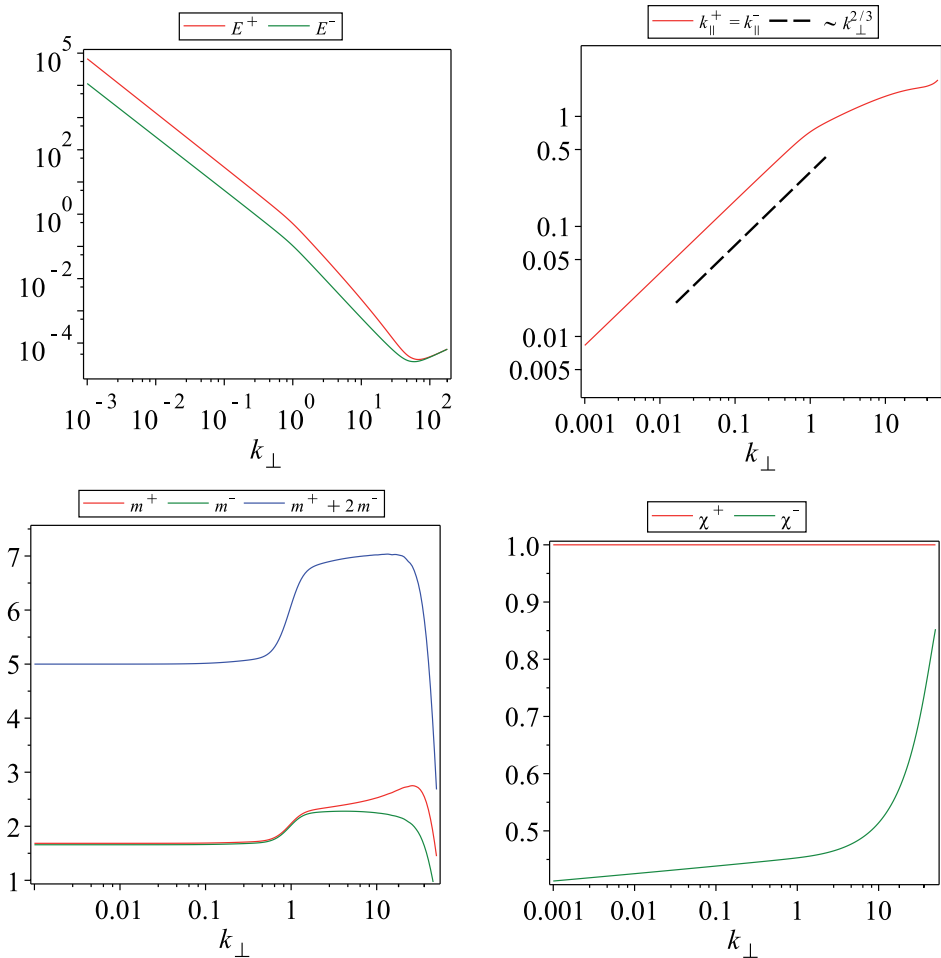 E⁺ E⁻
10⁵
10²
10⁰
10⁻²
10⁻⁴
10⁻³ 10⁻² 10⁻¹ 10⁰ 10¹ 10²
k⊥
k∥⁺ = k∥⁻ ~ k⊥^{2/3}
1
0.5
0.1
0.05
0.01
0.005
0.001 0.01 0.1 1 10
k⊥
m⁺ m⁻ m⁺ + 2 m⁻
7
6
5
4
3
2
1
0.01 0.1 1 10
k⊥
χ⁺ χ⁻
1.0
0.9
0.8
0.7
0.6
0.5
0.001 0.01 0.1 1 10
k⊥